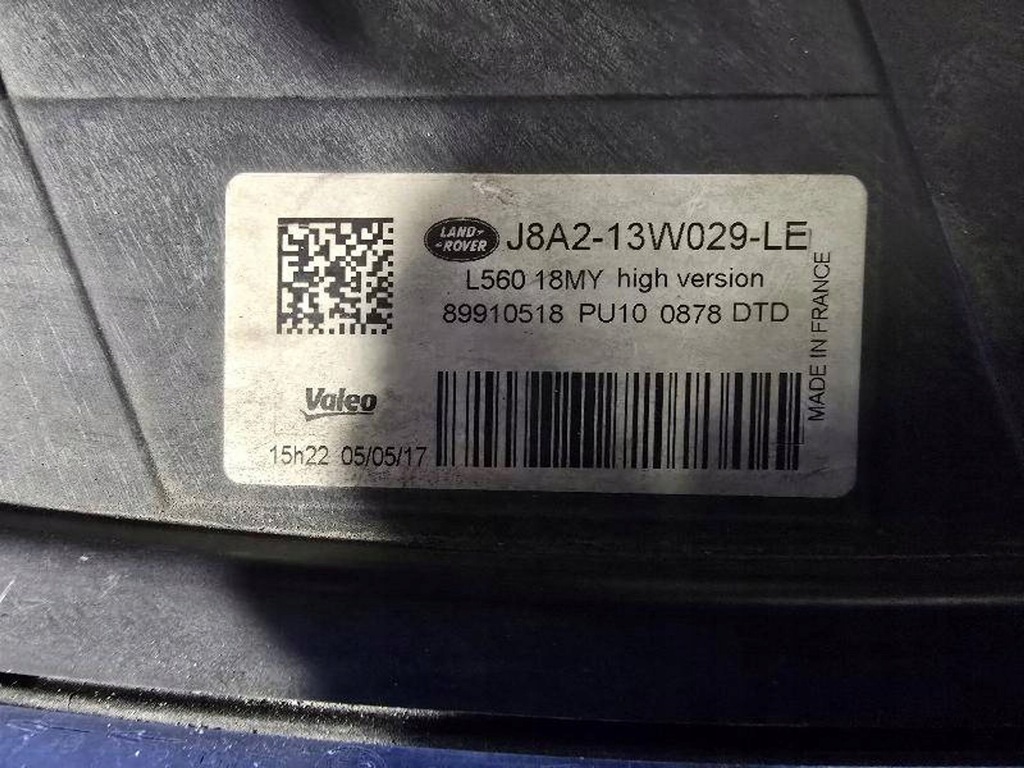 LAND-
-ROVER
J8A2-13W029-LE
L560 18MY high version
89910518 PU10 0878 DTD
MADE IN FRANCE
Valeo
15h22 05/05/17